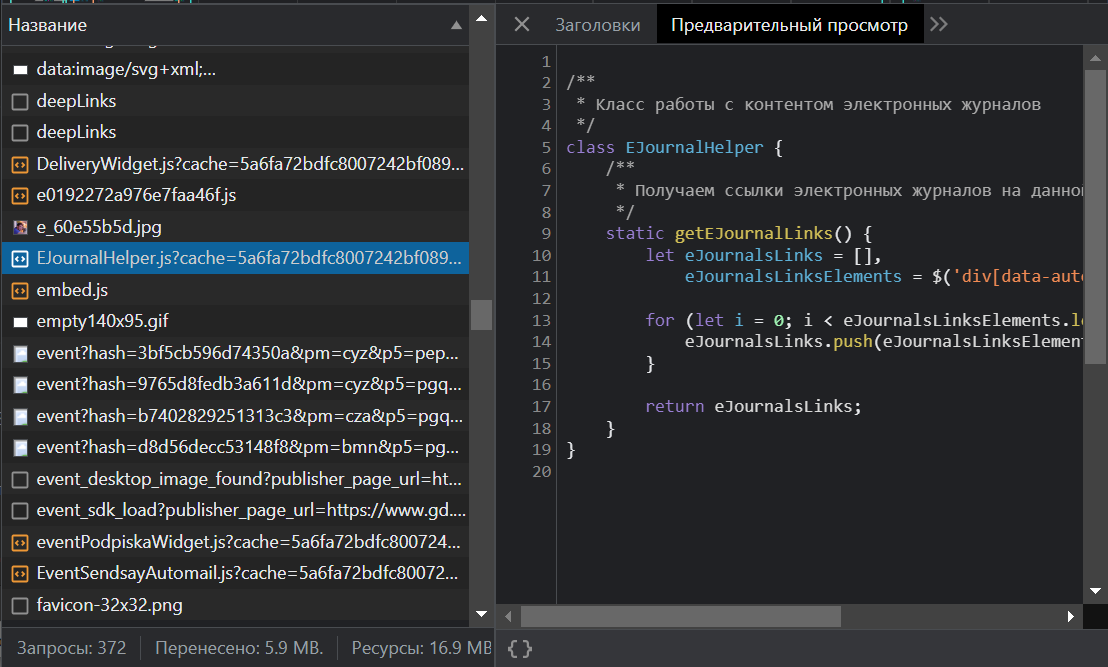 Название
data:image/svg+xml;...
deepLinks
deepLinks
DeliveryWidget.js?cache=5a6fa72bdfc8007242bf089...
e0192272a976e7faa46f.js
e_60e55b5d.jpg
EJournalHelper.js?cache=5a6fa72bdfc8007242bf089...
embed.js
empty140x95.gif
event?hash=3bf5cb596d74350a&pm=cyz&p5=pep...
event?hash=9765d8fedb3a611d&pm=cyz&p5=pgq...
event?hash=b7402829251313c3&pm=cza&p5=pgq...
event?hash=d8d56decc53148f8&pm=bmn&p5=pg...
event_desktop_image_found?publisher_page_url=ht...
event_sdk_load?publisher_page_url=https://www.gd....
eventPodpiskaWidget.js?cache=5a6fa72bdfc800724...
EventSendsayAutomail.js?cache=5a6fa72bdfc80072...
favicon-32x32.png
Запросы: 372 Перенесено: 5.9 MB. Ресурсы: 16.9 MB
Заголовки Предварительный просмотр
1
2 /**
3  * Класс работы с контентом электронных журналов
4  */
5 class EJournalHelper {
6     /**
7      * Получаем ссылки электронных журналов на данно
8      */
9     static getEJournalLinks() {
10         let eJournalsLinks = [],
11             eJournalsLinksElements = $('div[data-auto
12
13         for (let i = 0; i < eJournalsLinksElements.le
14             eJournalsLinks.push(eJournalsLinksElement
15         }
16
17         return eJournalsLinks;
18     }
19 }
20
{ }